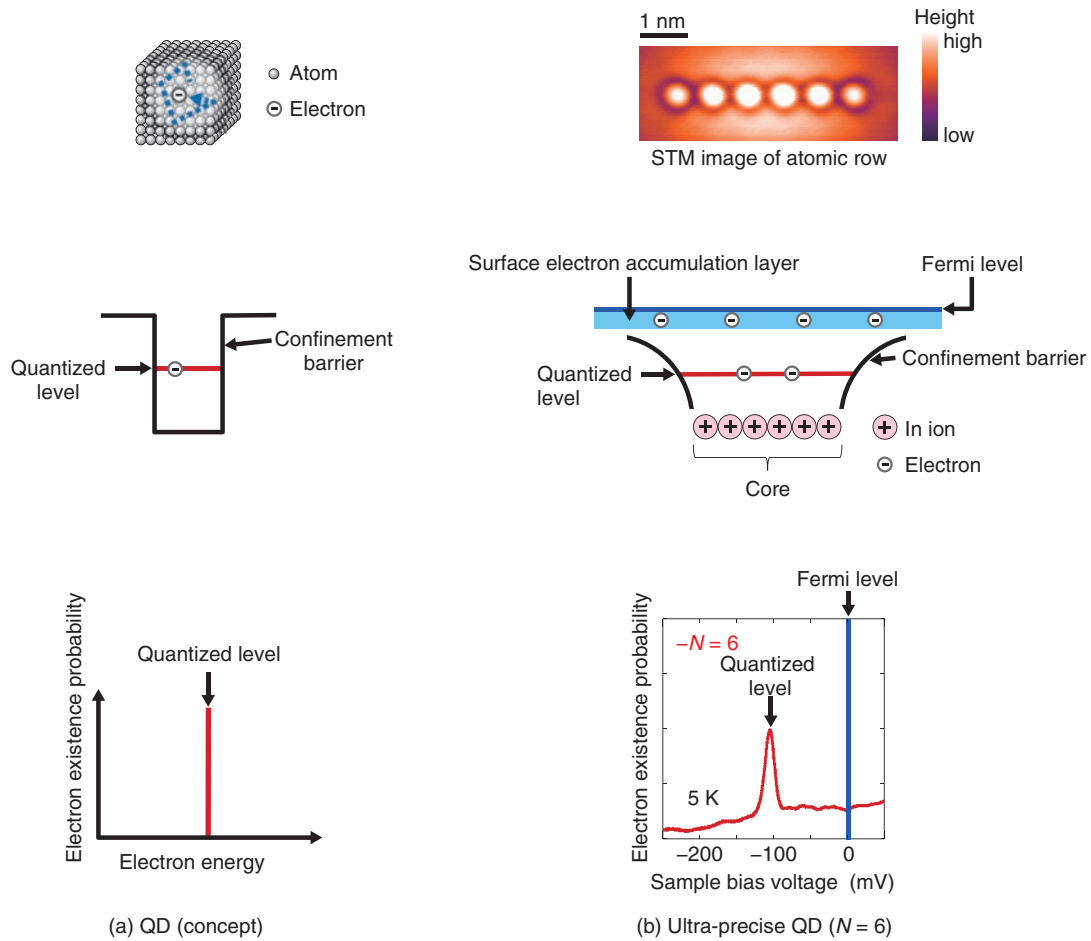 Atom
Electron
1 nm
Height
high
low
STM image of atomic row
Quantized
level
Confinement
barrier
Surface electron accumulation layer
Fermi level
Quantized
level
Confinement barrier
In ion
Electron
Core
Electron existence probability
Quantized level
Electron energy
Fermi level
Electron existence probability
–N = 6
Quantized
level
5 K
−200
−100
0
Sample bias voltage (mV)
(a) QD (concept)
(b) Ultra-precise QD (N = 6)